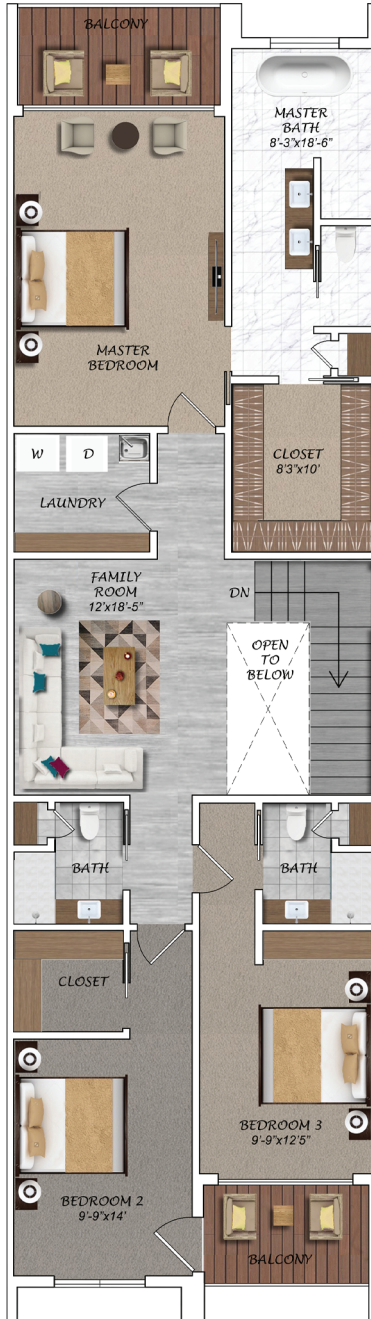 BALCONY
MASTER
BATH
8'-3"x18'-6"
MASTER
BEDROOM
W
D
LAUNDRY
CLOSET
8'3"x10'
FAMILY
ROOM
12'x18'-5"
DN
OPEN
TO
BELOW
BATH
BATH
CLOSET
BEDROOM 3
9'-9"x12'5"
BEDROOM 2
9'-9"x14'
BALCONY